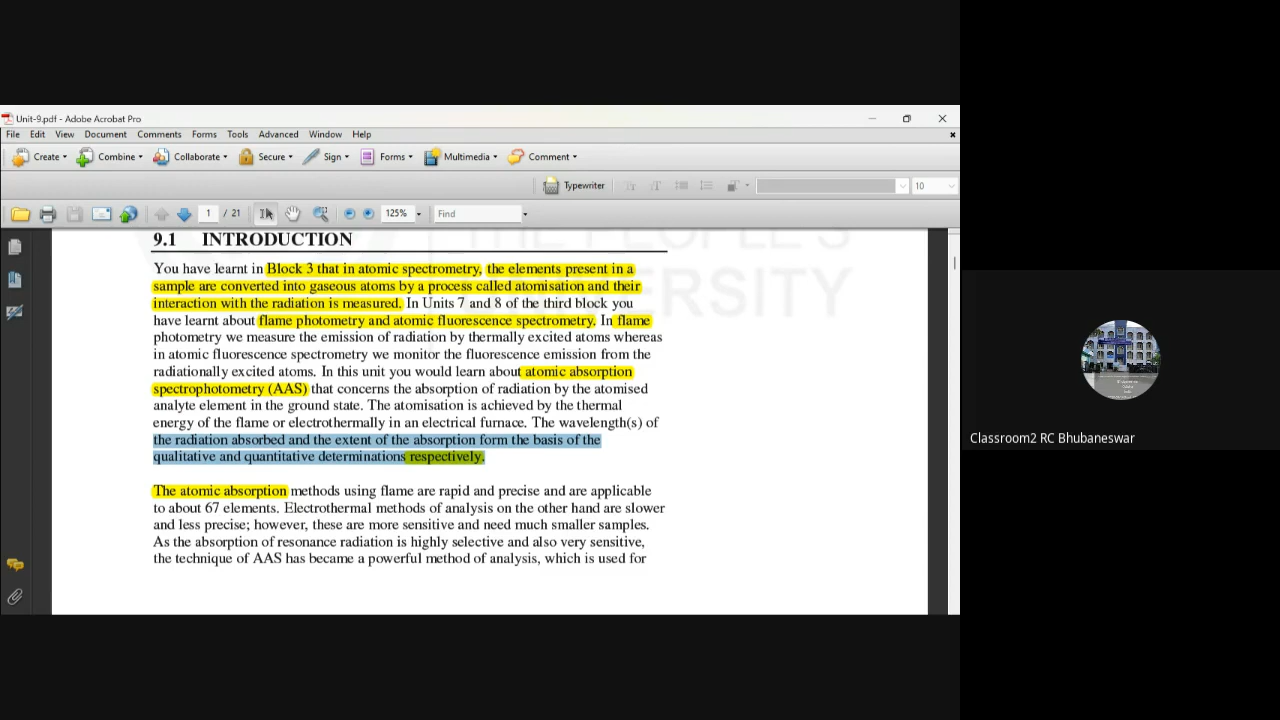 Unit-9.pdf - Adobe Acrobat Pro
File Edit View Document Comments Forms Tools Advanced Window Help
Create Combine Collaborate Secure Sign Forms Multimedia Comment
Typewriter 10
1 / 21 125% Find
THE PEOPLE'S
UNIVERSITY
9.1 INTRODUCTION
You have learnt in Block 3 that in atomic spectrometry, the elements present in a
sample are converted into gaseous atoms by a process called atomisation and their
interaction with the radiation is measured. In Units 7 and 8 of the third block you
have learnt about flame photometry and atomic fluorescence spectrometry. In flame
photometry we measure the emission of radiation by thermally excited atoms whereas
in atomic fluorescence spectrometry we monitor the fluorescence emission from the
radiationally excited atoms. In this unit you would learn about atomic absorption
spectrophotometry (AAS) that concerns the absorption of radiation by the atomised
analyte element in the ground state. The atomisation is achieved by the thermal
energy of the flame or electrothermally in an electrical furnace. The wavelength(s) of
the radiation absorbed and the extent of the absorption form the basis of the
qualitative and quantitative determinations respectively.
The atomic absorption methods using flame are rapid and precise and are applicable
to about 67 elements. Electrothermal methods of analysis on the other hand are slower
and less precise; however, these are more sensitive and need much smaller samples.
As the absorption of resonance radiation is highly selective and also very sensitive,
the technique of AAS has became a powerful method of analysis, which is used for
Classroom2 RC Bhubaneswar